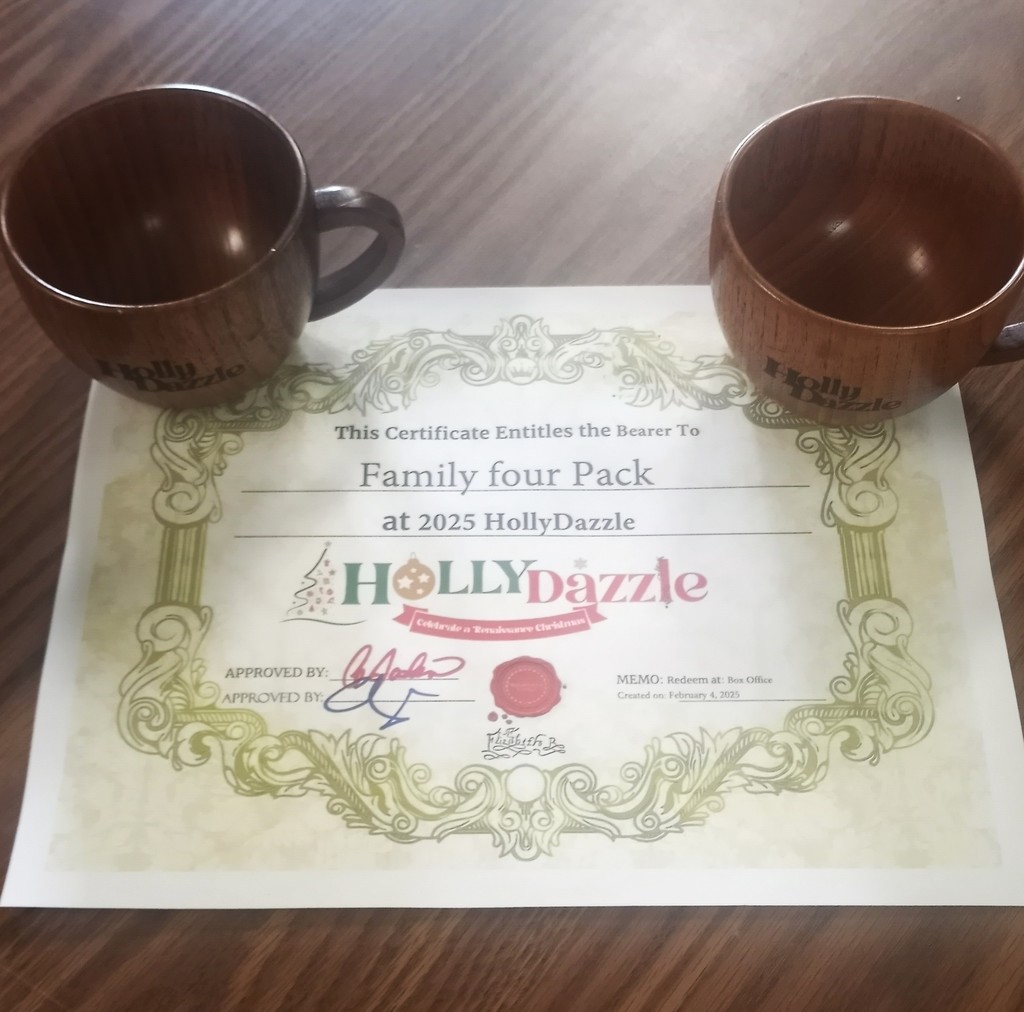 Holly
Dazzle
Holly
Dazzle
This Certificate Entitles the Bearer To
Family four Pack
at 2025 HollyDazzle
HOLLYDazzle
Celebrate a Renaissance Christmas
APPROVED BY:
APPROVED BY:
MEMO: Redeem at: Box Office
Created on: February 4, 2025
Elizabeth R